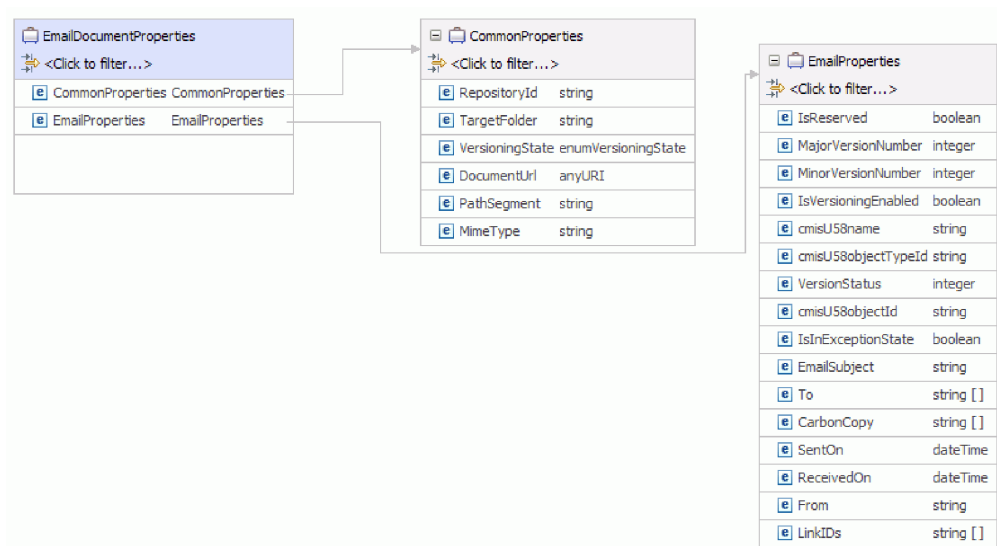 EmailDocumentProperties
<Click to filter...>
e CommonProperties CommonProperties
e EmailProperties EmailProperties
CommonProperties
<Click to filter...>
e RepositoryId string
e TargetFolder string
e VersioningState enumVersioningState
e DocumentUrl anyURI
e PathSegment string
e MimeType string
EmailProperties
<Click to filter...>
e IsReserved boolean
e MajorVersionNumber integer
e MinorVersionNumber integer
e IsVersioningEnabled boolean
e cmisU58name string
e cmisU58objectTypeId string
e VersionStatus integer
e cmisU58objectId string
e IsInExceptionState boolean
e EmailSubject string
e To string []
e CarbonCopy string []
e SentOn dateTime
e ReceivedOn dateTime
e From string
e LinkIDs string []